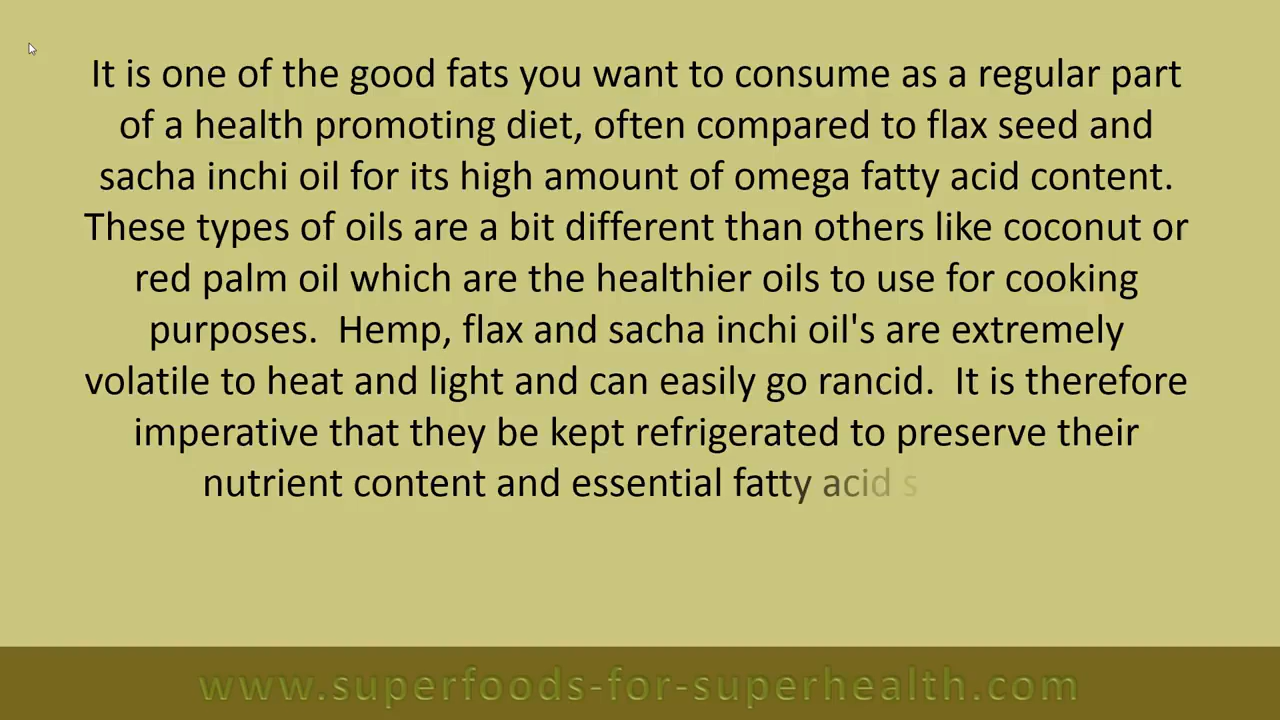 It is one of the good fats you want to consume as a regular part
of a health promoting diet, often compared to flax seed and
sacha inchi oil for its high amount of omega fatty acid content.
These types of oils are a bit different than others like coconut or
red palm oil which are the healthier oils to use for cooking
purposes.  Hemp, flax and sacha inchi oil's are extremely
volatile to heat and light and can easily go rancid.  It is therefore
imperative that they be kept refrigerated to preserve their
nutrient content and essential fatty acid s
www.superfoods-for-superhealth.com